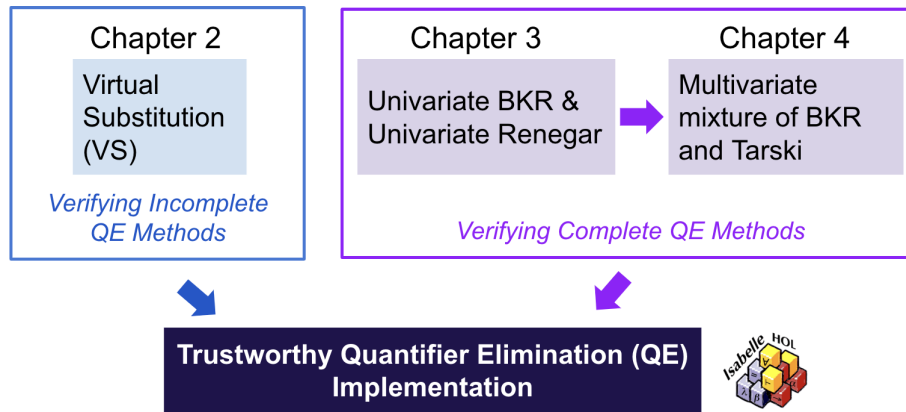 Chapter 2
Virtual
Substitution
(VS)
Verifying Incomplete
QE Methods
Chapter 3
Chapter 4
Univariate BKR &
Univariate Renegar
Multivariate
mixture of BKR
and Tarski
Verifying Complete QE Methods
Trustworthy Quantifier Elimination (QE)
Implementation
Isabelle
HOL
λ
β
=
α